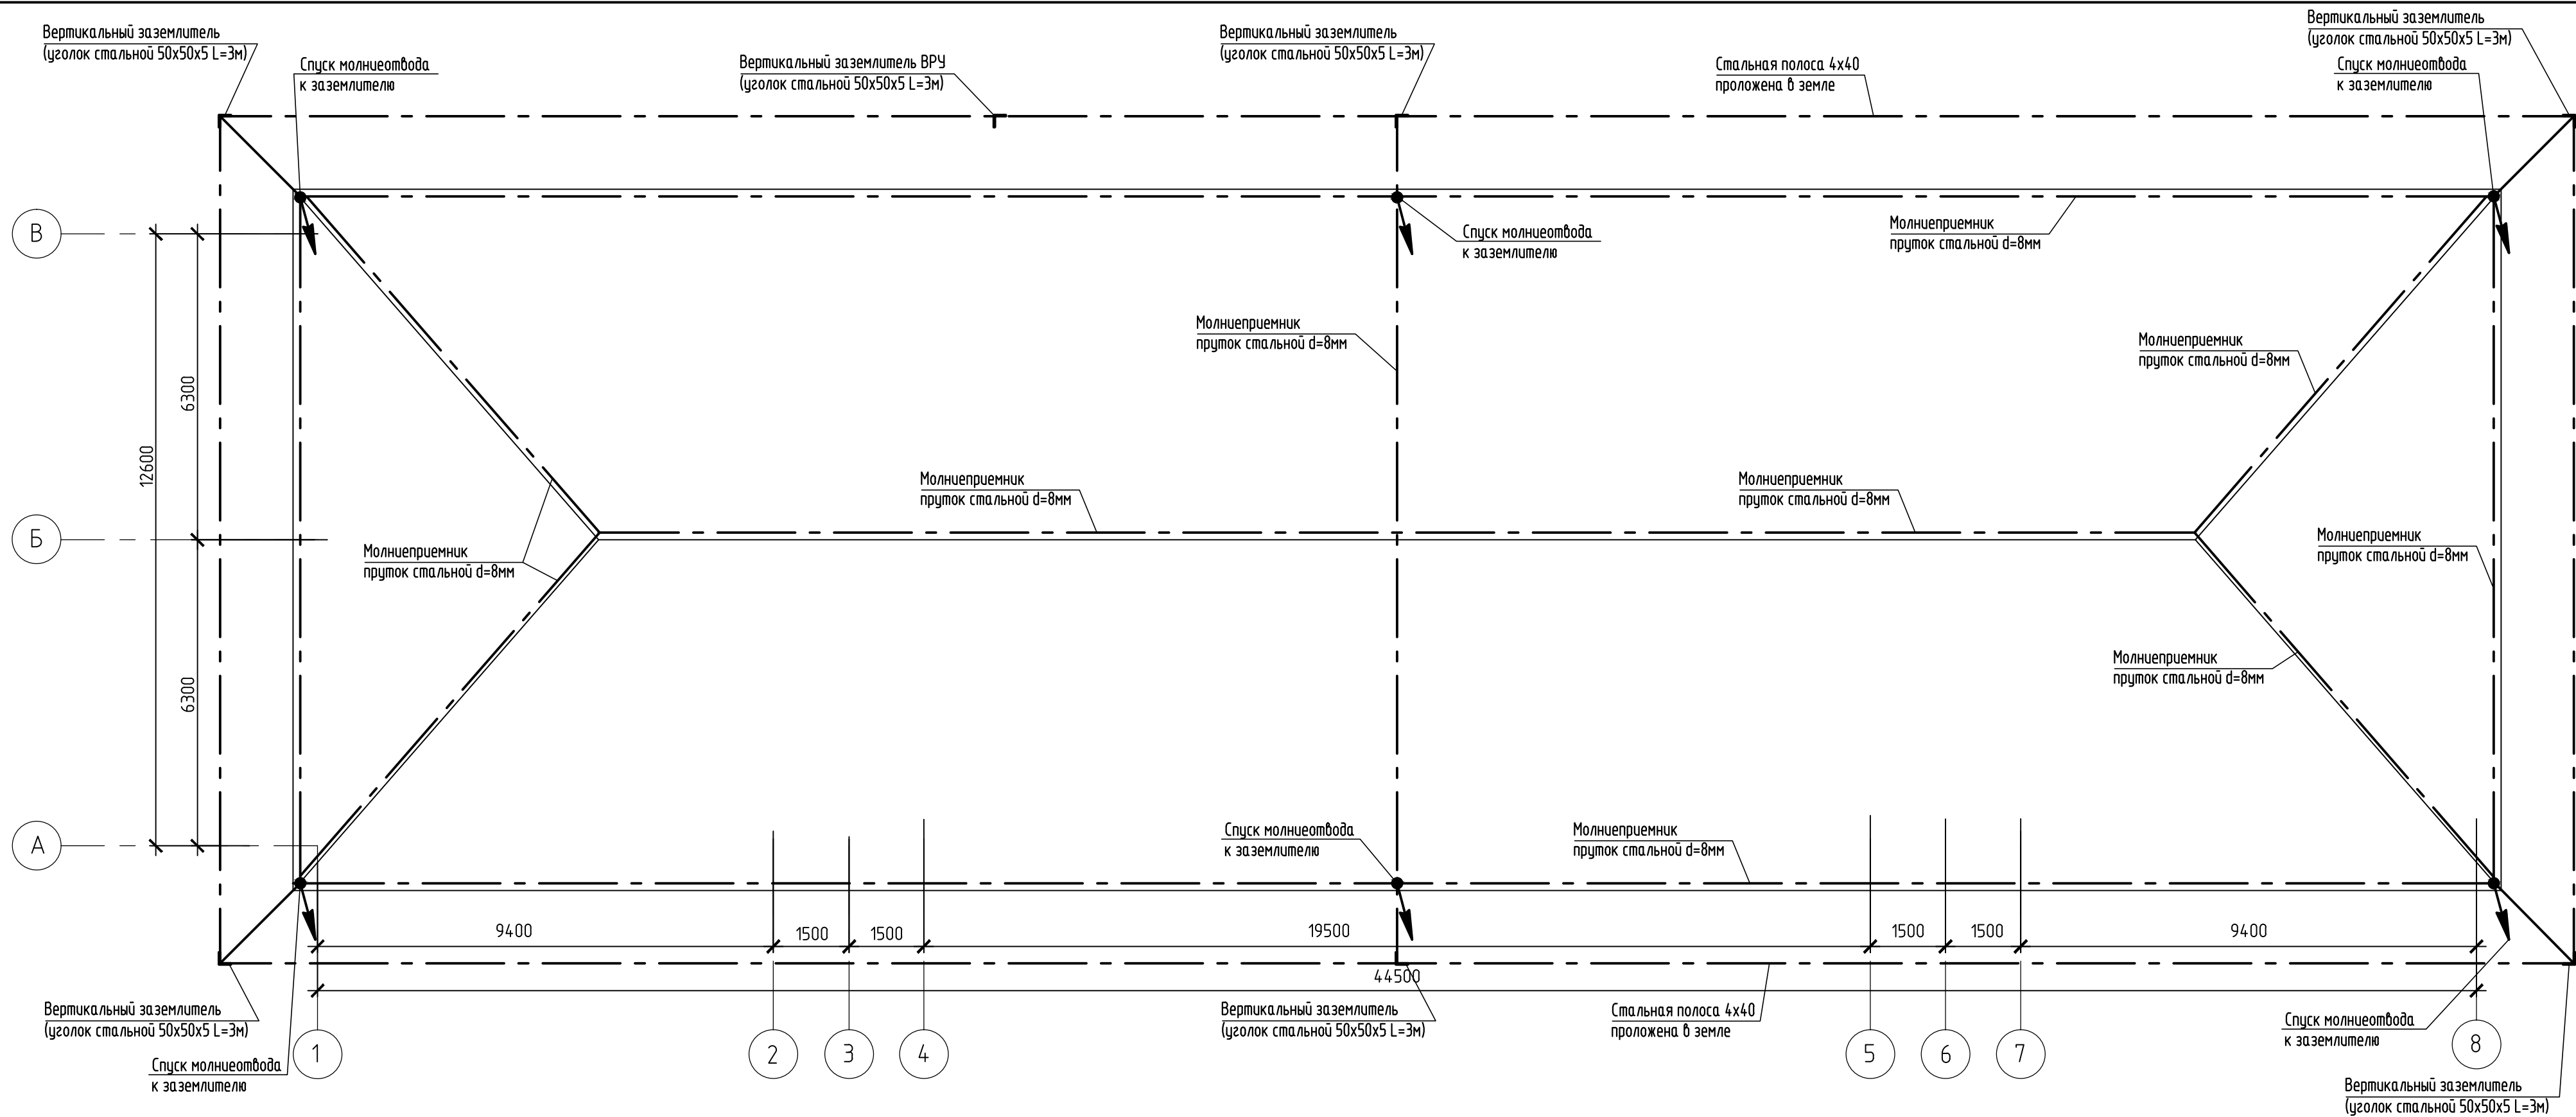 Вертикальный заземлитель
(уголок стальной 50х50х5 L=3м)
Спуск молниеотвода
к заземлителю
Вертикальный заземлитель ВРУ
(уголок стальной 50х50х5 L=3м)
Вертикальный заземлитель
(уголок стальной 50х50х5 L=3м)
Стальная полоса 4х40
проложена в земле
Вертикальный заземлитель
(уголок стальной 50х50х5 L=3м)
Спуск молниеотвода
к заземлителю
В
Спуск молниеотвода
к заземлителю
Молниеприемник
пруток стальной d=8мм
Молниеприемник
пруток стальной d=8мм
Молниеприемник
пруток стальной d=8мм
6300
12600
Молниеприемник
пруток стальной d=8мм
Молниеприемник
пруток стальной d=8мм
Б
Молниеприемник
пруток стальной d=8мм
Молниеприемник
пруток стальной d=8мм
6300
Молниеприемник
пруток стальной d=8мм
А
Спуск молниеотвода
к заземлителю
Молниеприемник
пруток стальной d=8мм
9400
1500
1500
19500
1500
1500
9400
44500
Вертикальный заземлитель
(уголок стальной 50х50х5 L=3м)
Вертикальный заземлитель
(уголок стальной 50х50х5 L=3м)
Стальная полоса 4х40
проложена в земле
Спуск молниеотвода
к заземлителю
1
2
3
4
5
6
7
8
Спуск молниеотвода
к заземлителю
Вертикальный заземлитель
(уголок стальной 50х50х5 L=3м)